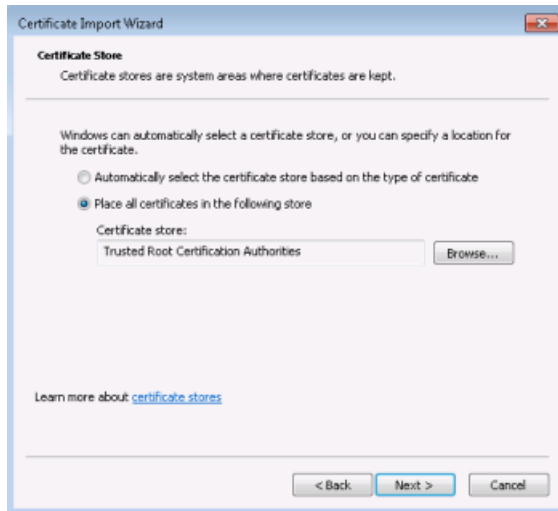 Certificate Import Wizard
Certificate Store
Certificate stores are system areas where certificates are kept.
Windows can automatically select a certificate store, or you can specify a location for
the certificate.
Automatically select the certificate store based on the type of certificate
Place all certificates in the following store
Certificate store:
Trusted Root Certification Authorities
Browse...
Learn more about certificate stores
< Back
Next >
Cancel